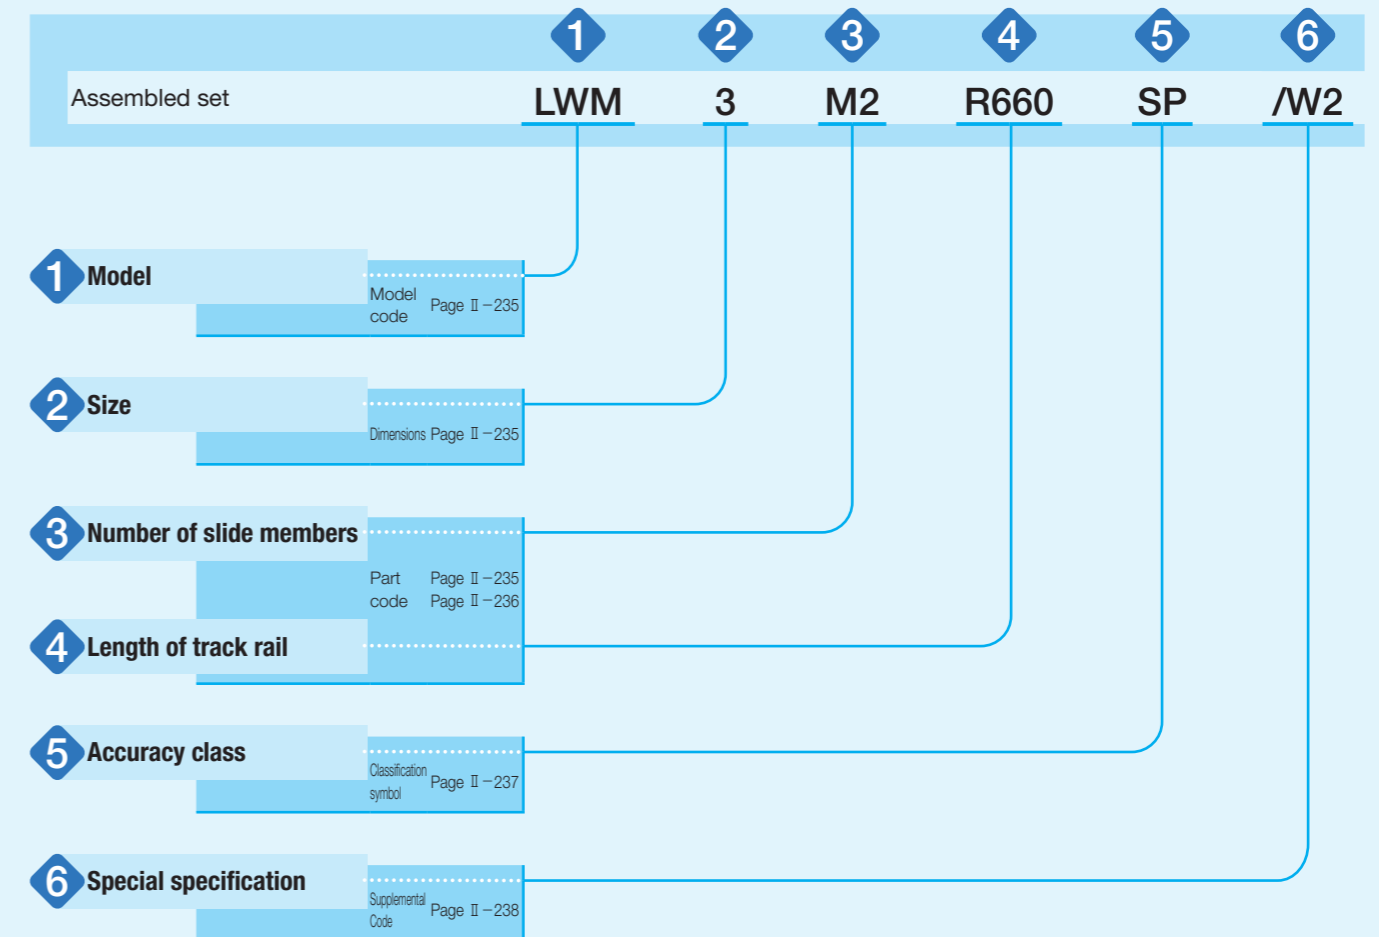 1 2 3 4 5 6
Assembled set LWM 3 M2 R660 SP /W2
1 Model
Model code Page Ⅱ-235
2 Size
Dimensions Page Ⅱ-235
3 Number of slide members
Part code Page Ⅱ-235
Page Ⅱ-236
4 Length of track rail
5 Accuracy class
Classification symbol Page Ⅱ-237
6 Special specification
Supplemental Code Page Ⅱ-238